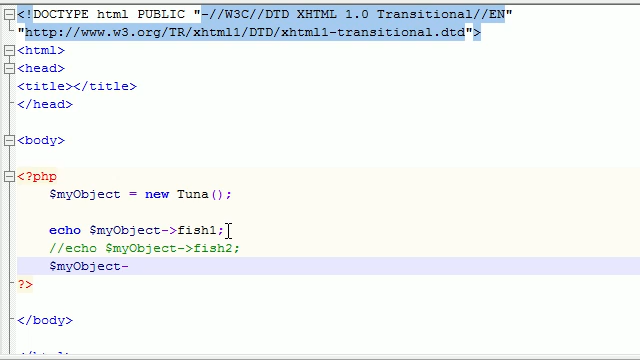 <!DOCTYPE html PUBLIC "-//W3C//DTD XHTML 1.0 Transitional//EN"
"http://www.w3.org/TR/xhtml1/DTD/xhtml1-transitional.dtd">
<html>
<head>
<title></title>
</head>
<body>
<?php
$myObject = new Tuna();
echo $myObject->fish1;
//echo $myObject->fish2;
$myObject-
?>
</body>